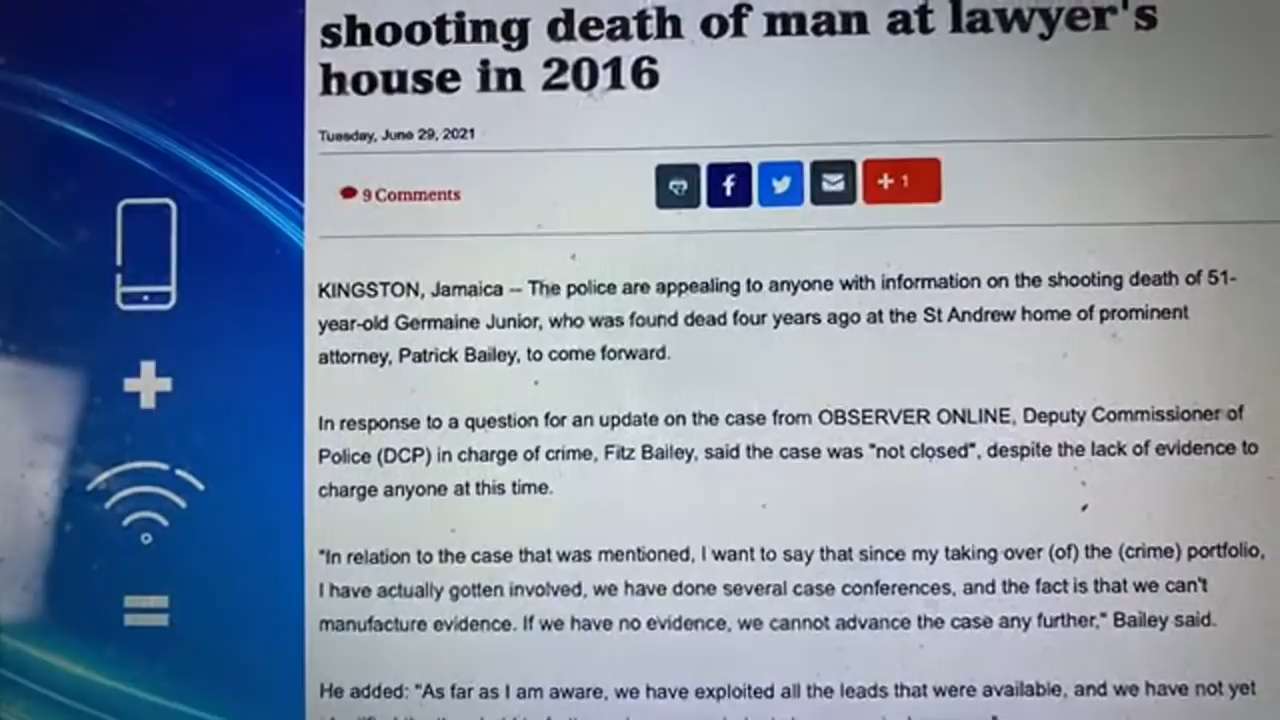 shooting death of man at lawyer's
house in 2016
Tuesday, June 29, 2021
9 Comments
f
+ 1
KINGSTON, Jamaica -- The police are appealing to anyone with information on the shooting death of 51-
year-old Germaine Junior, who was found dead four years ago at the St Andrew home of prominent
attorney, Patrick Bailey, to come forward.
In response to a question for an update on the case from OBSERVER ONLINE, Deputy Commissioner of
Police (DCP) in charge of crime, Fitz Bailey, said the case was "not closed", despite the lack of evidence to
charge anyone at this time.
"In relation to the case that was mentioned, I want to say that since my taking over (of) the (crime) portfolio,
I have actually gotten involved, we have done several case conferences, and the fact is that we can't
manufacture evidence. If we have no evidence, we cannot advance the case any further," Bailey said.
He added: "As far as I am aware, we have exploited all the leads that were available, and we have not yet